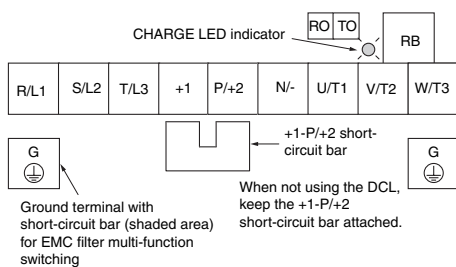 RO TO
CHARGE LED indicator
RB
R/L1 S/L2 T/L3 +1 P/+2 N/- U/T1 V/T2 W/T3
+1-P/+2 short-
circuit bar
G
G
When not using the DCL,
keep the +1-P/+2
short-circuit bar attached.
Ground terminal with
short-circuit bar (shaded area)
for EMC filter multi-function
switching